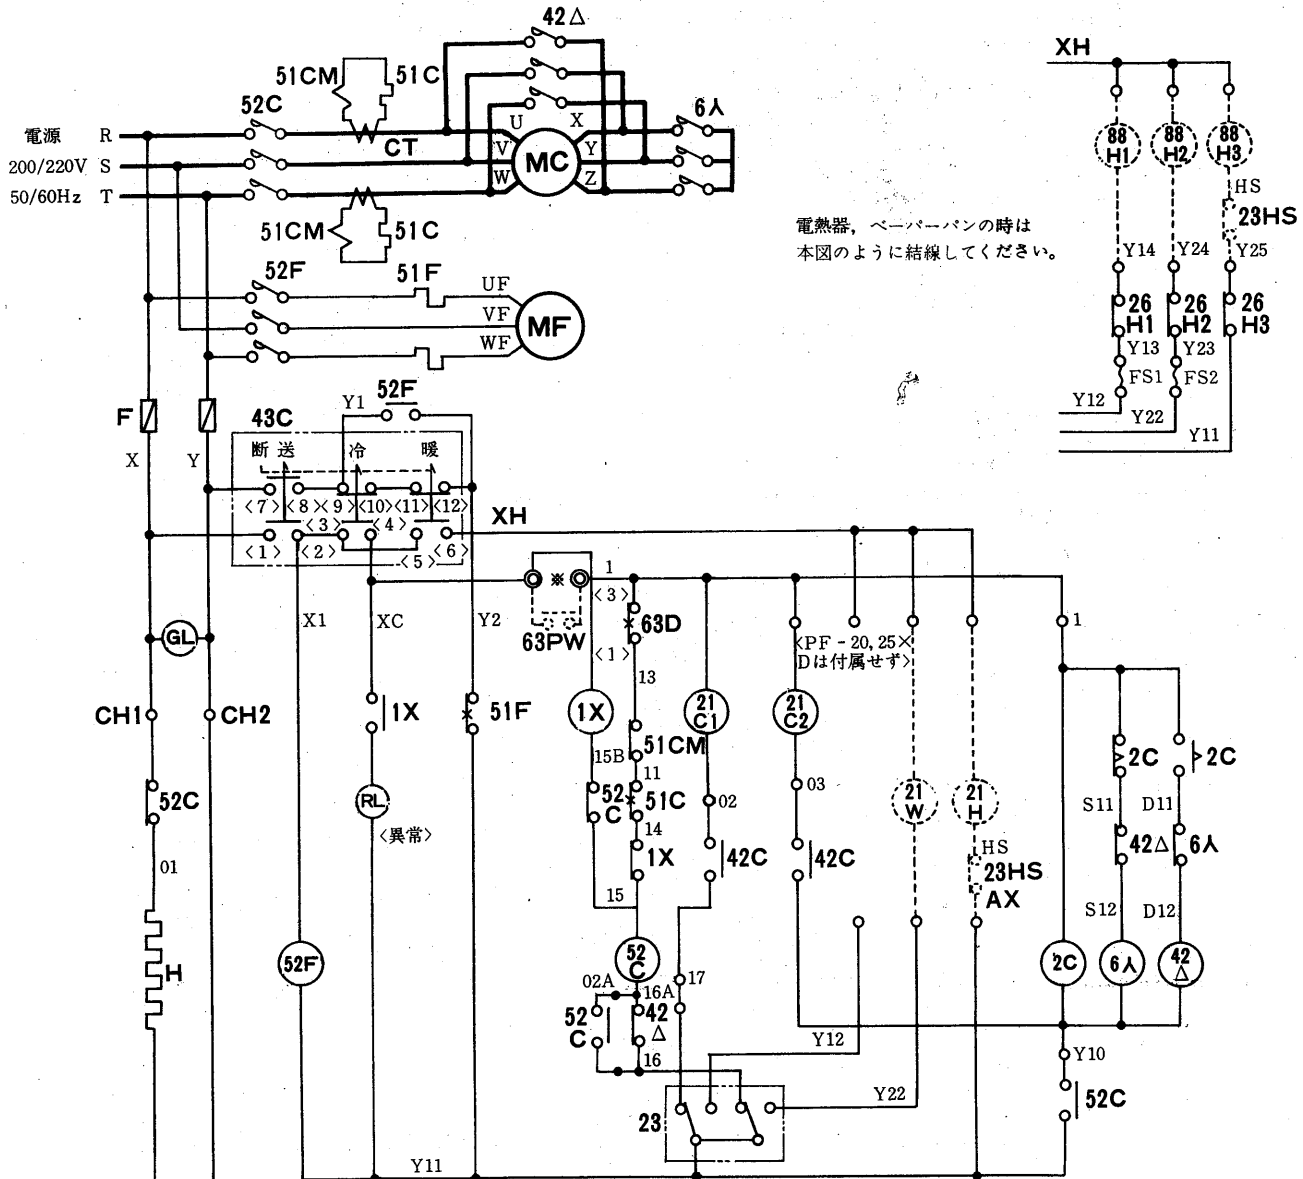 42△
XH
51CM
51C
52C
6人
電源
R
U
X
88
H1
88
H2
88
H3
CT
V
Y
MC
200/220V
S
W
Z
HS
50/60Hz
T
23HS
51CM
51C
電熱器，ベーパーパンの時は
本図のように結線してください。
Y14
Y24
Y25
52F
51F
UF
VF
MF
WF
26
H1
26
H2
26
H3
Y13
Y23
FS1
FS2
52F
Y1
Y12
F
43C
Y22
Y11
断
送
冷
暖
X
Y
<7>
<8×9>
<10>
<11>
<12>
<3>
<4>
XH
<1>
<2>
<5>
<6>
※
1
<3>
X1
XC
Y2
63PW
63D
<1>
<PF-20,25×
Dは付属せず>
1
GL
13
CH1
CH2
1X
51F
1X
21
C1
21
C2
15B
51CM
2C
2C
11
52C
52
C
51C
02
03
21
W
21
H
RL
S11
D11
<異常>
14
1X
42C
42C
HS
23HS
42△
6人
01
15
AX
S12
D12
H
52F
52
C
2C
6人
42
△
02A
16A
17
52
C
42
△
Y12
16
Y10
Y22
52C
23
Y11